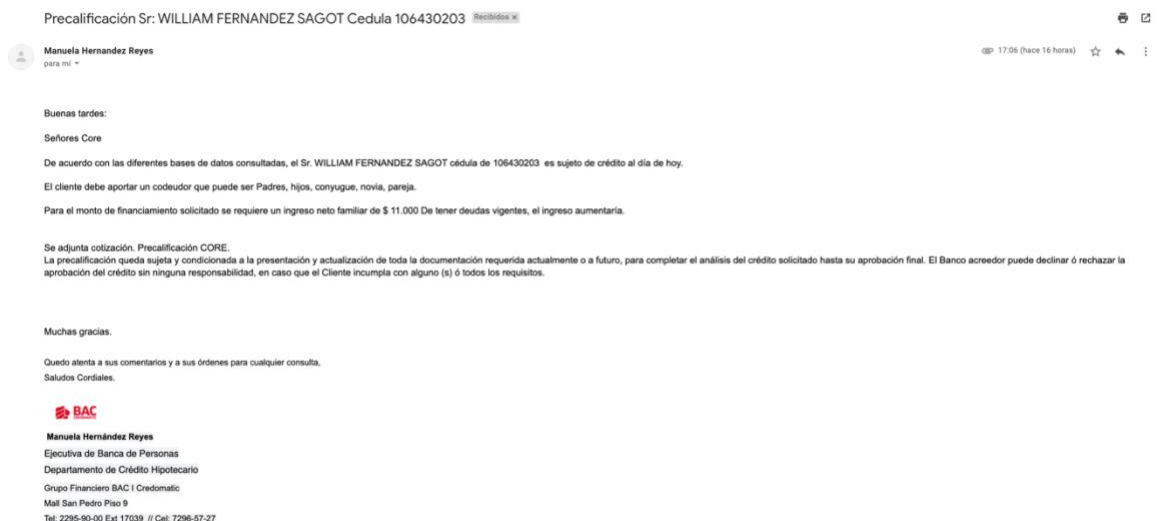 Precalificación Sr: WILLIAM FERNANDEZ SAGOT Cedula 106430203 Recibidos x
Manuela Hernandez Reyes
17:06 (hace 16 horas)
para mí
Buenas tardes:
Señores Core
De acuerdo con las diferentes bases de datos consultadas, el Sr. WILLIAM FERNANDEZ SAGOT cédula de 106430203 es sujeto de crédito al día de hoy.
El cliente debe aportar un codeudor que puede ser Padres, hijos, conyugue, novia, pareja.
Para el monto de financiamiento solicitado se requiere un ingreso neto familiar de $ 11.000 De tener deudas vigentes, el ingreso aumentaría.
Se adjunta cotización. Precalificación CORE.
La precalificación queda sujeta y condicionada a la presentación y actualización de toda la documentación requerida actualmente o a futuro, para completar el análisis del crédito solicitado hasta su aprobación final. El Banco acreedor puede declinar ó rechazar la
aprobación del crédito sin ninguna responsabilidad, en caso que el Cliente incumpla con alguno (s) ó todos los requisitos.
Muchas gracias.
Quedo atenta a sus comentarios y a sus órdenes para cualquier consulta,
Saludos Cordiales.
BAC
Manuela Hernández Reyes
Ejecutiva de Banca de Personas
Departamento de Crédito Hipotecario
Grupo Financiero BAC I Credomatic
Mall San Pedro Piso 9
Tel: 2295-90-00 Ext 17039 // Cel: 7296-57-27